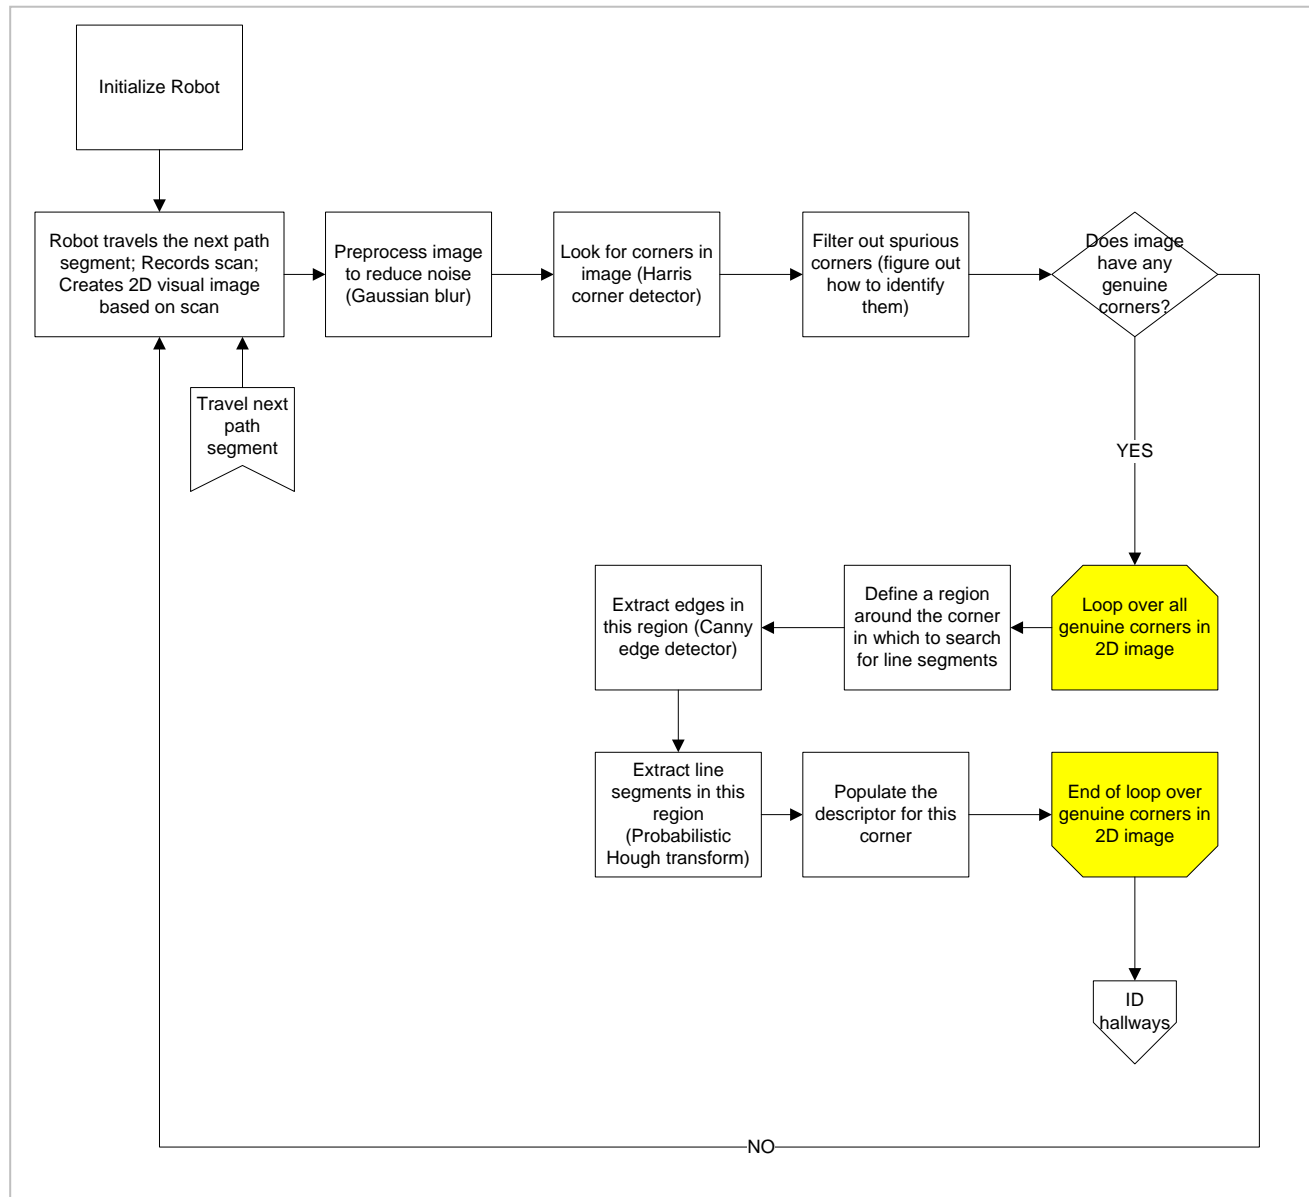 Initialize Robot
Robot travels the next path
segment; Records scan;
Creates 2D visual image
based on scan
Preprocess image
to reduce noise
(Gaussian blur)
Look for corners in
image (Harris
corner detector)
Filter out spurious
corners (figure out
how to identify
them)
Does image
have any
genuine
corners?
Travel next
path
segment
YES
Extract edges in
this region (Canny
edge detector)
Define a region
around the corner
in which to search
for line segments
Loop over all
genuine corners in
2D image
Extract line
segments in this
region
(Probabilistic
Hough transform)
Populate the
descriptor for this
corner
End of loop over
genuine corners in
2D image
ID
hallways
NO